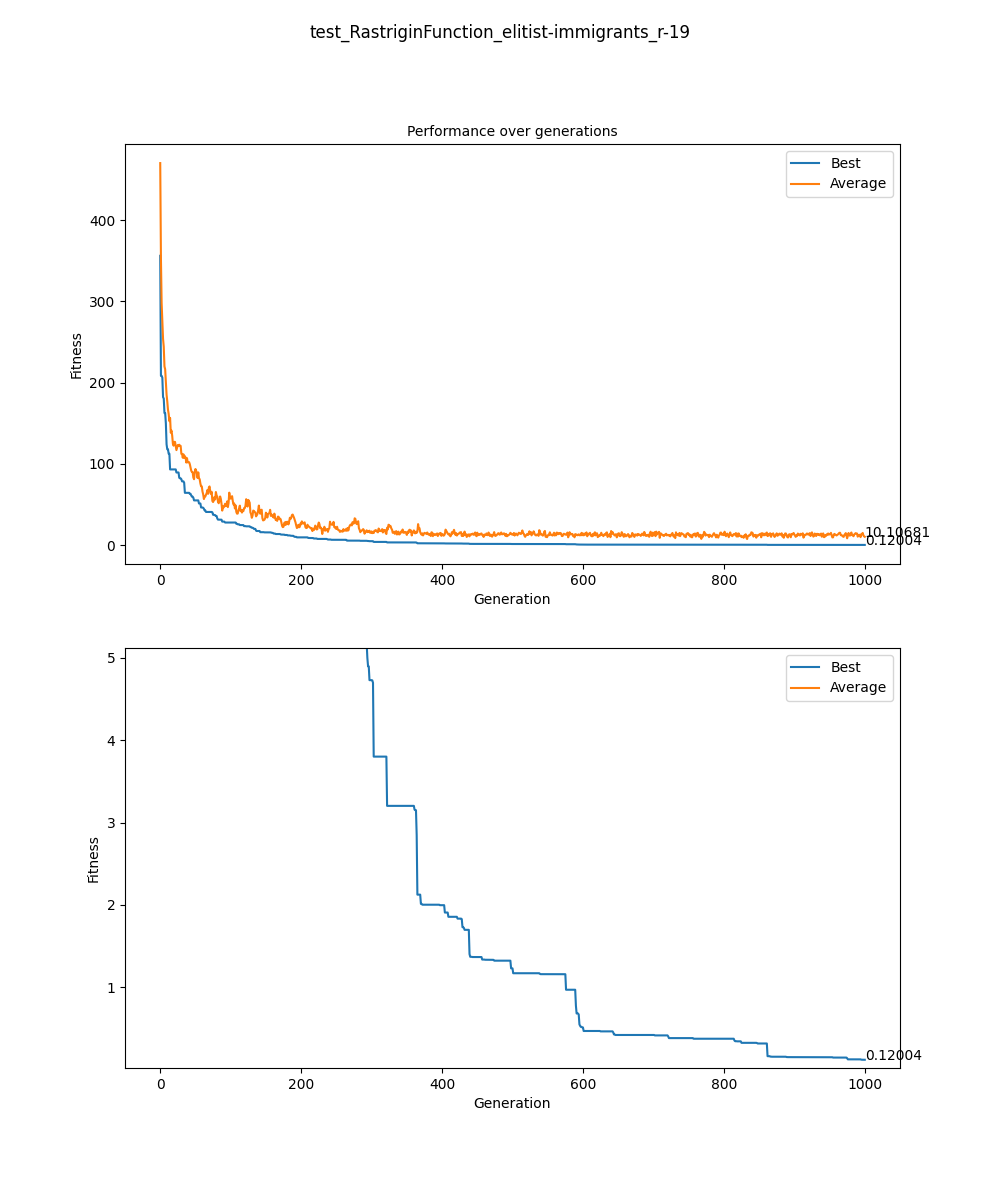 test_RastriginFunction_elitist-immigrants_r-19
Performance over generations
Best
Average
Fitness
400
300
200
100
0
10.10681
0.12004
0 200 400 600 800 1000
Generation
Best
Average
Fitness
5
4
3
2
1
0.12004
0 200 400 600 800 1000
Generation